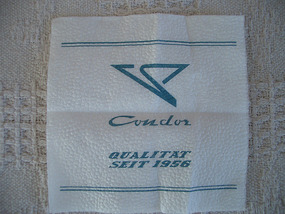 Condor
QUALITÄT
SEIT 1956